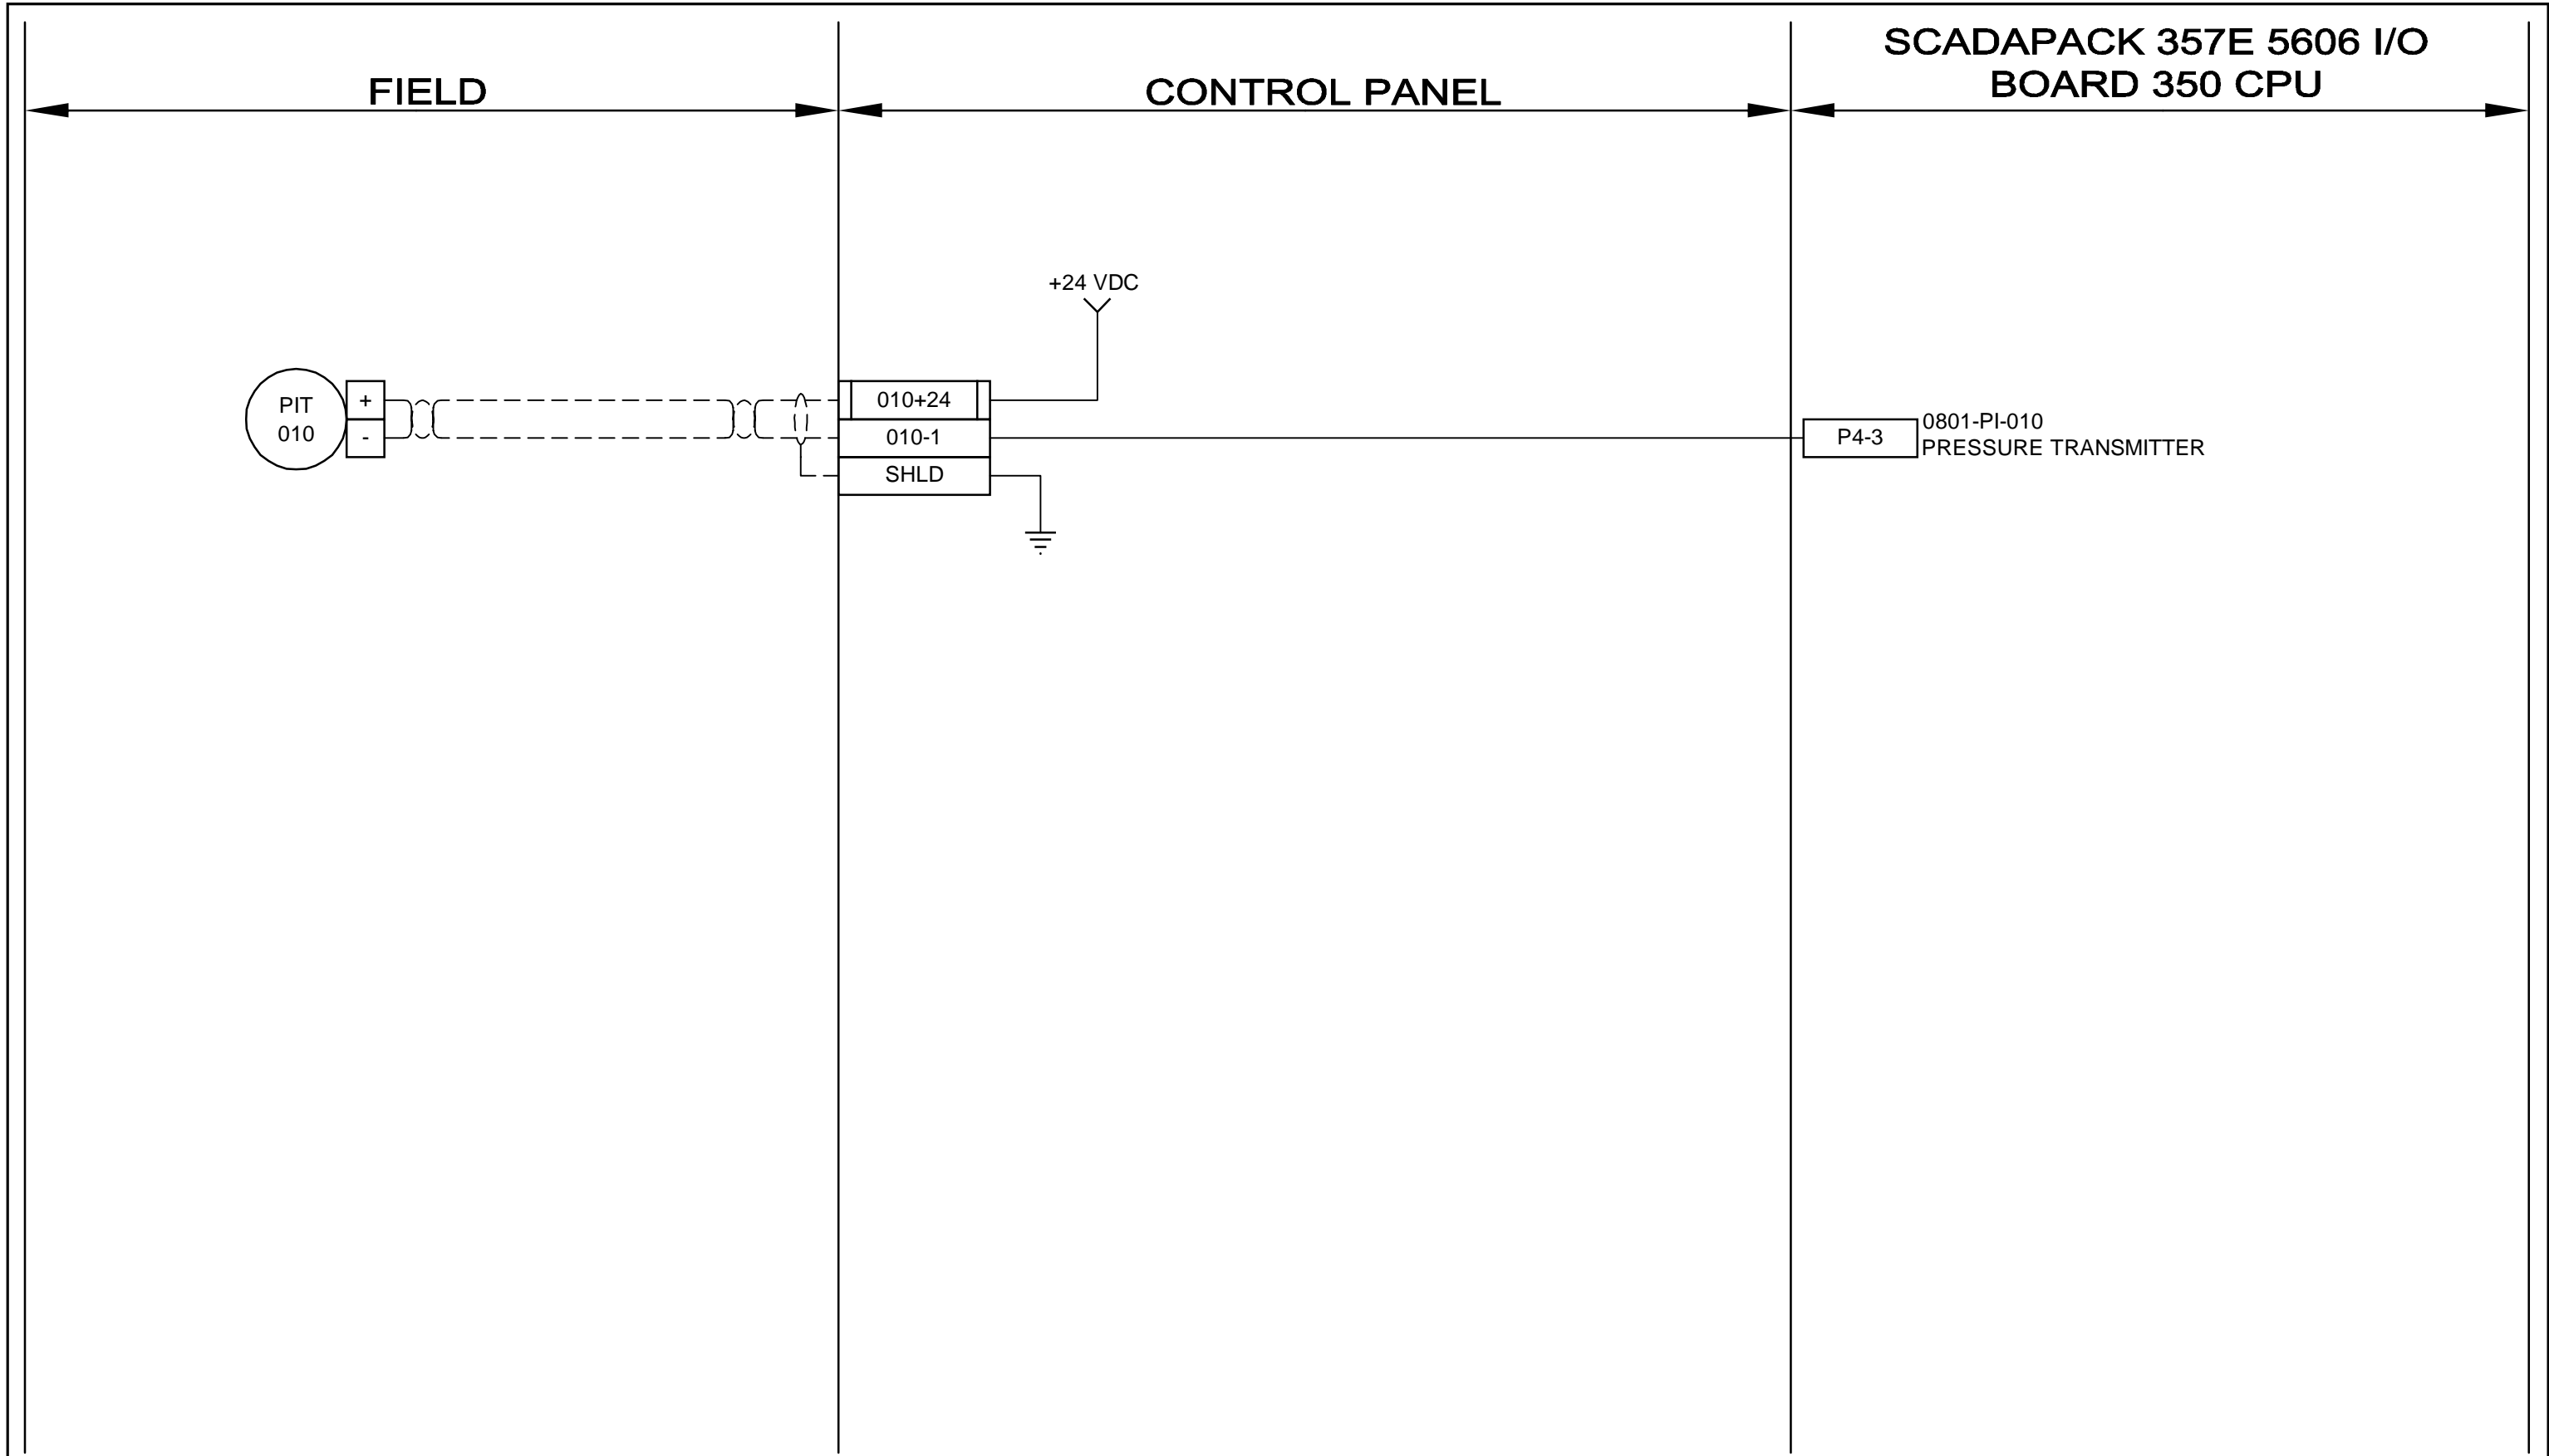 FIELD
CONTROL PANEL
SCADAPACK 357E 5606 I/O
BOARD 350 CPU
+24 VDC
PIT
010
+
-
010+24
010-1
SHLD
P4-3
0801-PI-010
PRESSURE TRANSMITTER